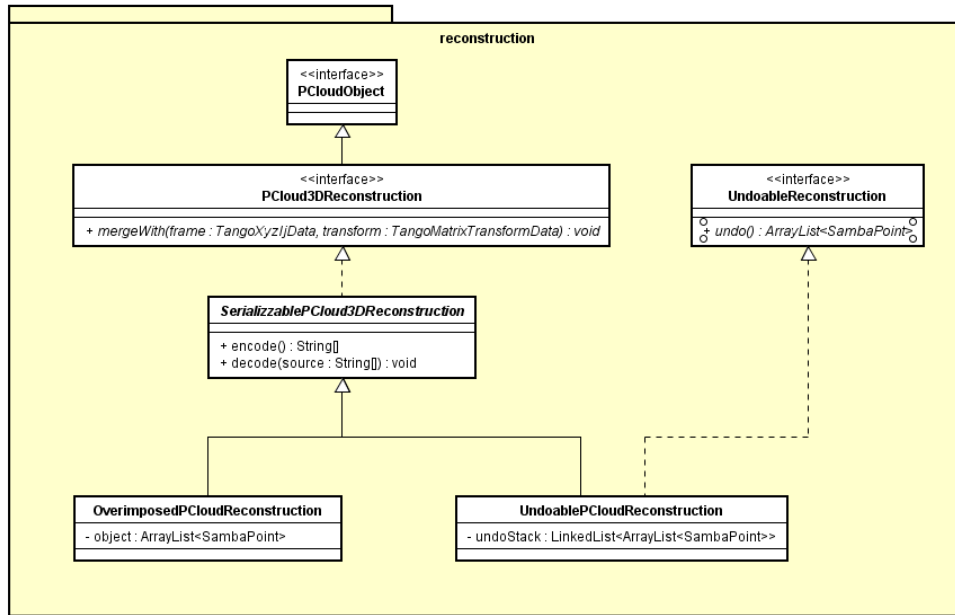 reconstruction
<<interface>>
PCloudObject
<<interface>>
PCloud3DReconstruction
+ mergeWith(frame : TangoXyzIjData, transform : TangoMatrixTransformData) : void
<<interface>>
UndoableReconstruction
+ undo() : ArrayList<SambaPoint>
SerializzablePCloud3DReconstruction
+ encode() : String[]
+ decode(source : String[]) : void
OverimposedPCloudReconstruction
- object : ArrayList<SambaPoint>
UndoablePCloudReconstruction
- undoStack : LinkedList<ArrayList<SambaPoint>>